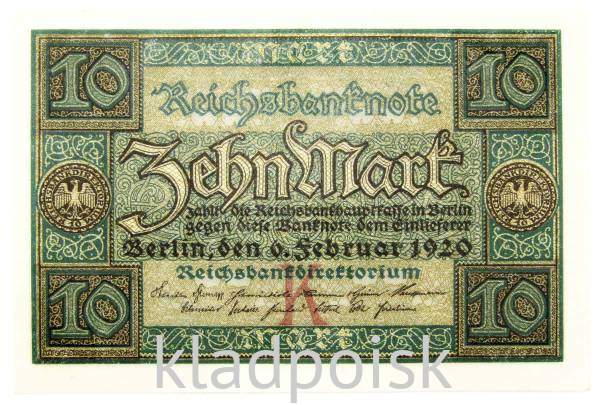 Mark
10 10
Reichsbanknote
Zehn Mark
zahlt die Reichsbankhauptkasse in Berlin
gegen diese Banknote dem Einlieferer
Berlin, den 6. Februar 1920
Reichsbankdirektorium
K
10 10
kladpoisk